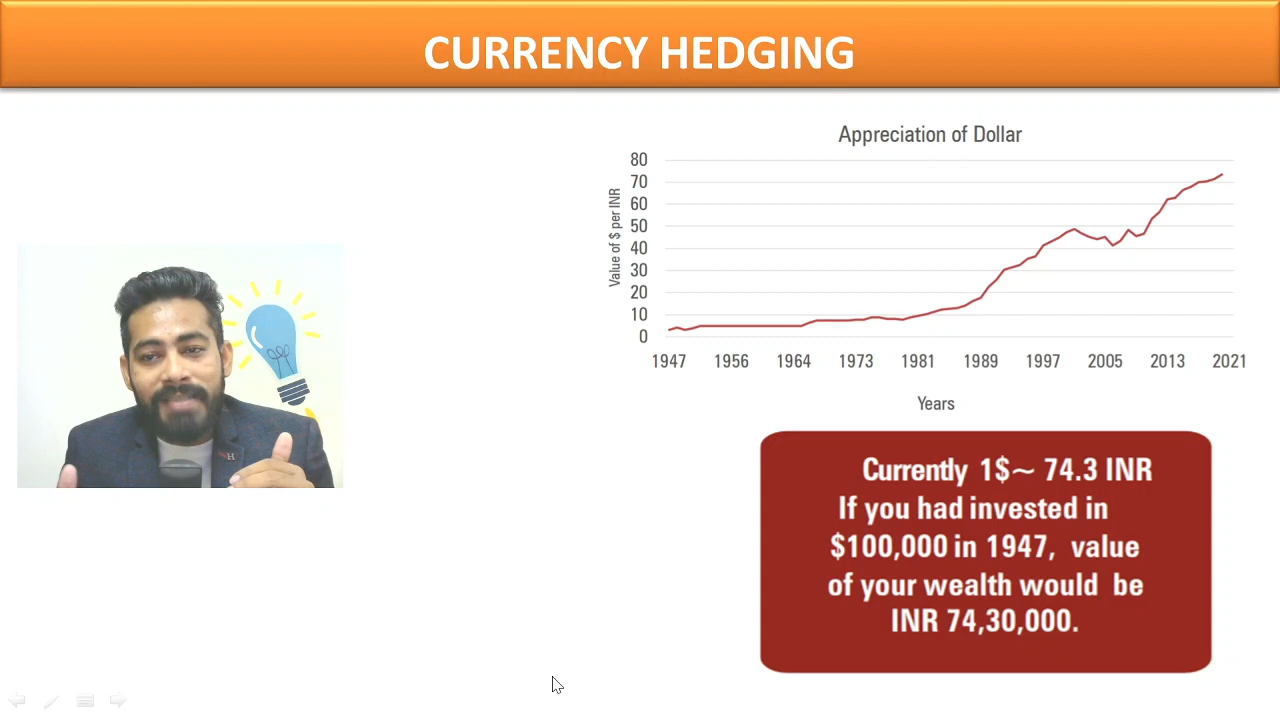 CURRENCY HEDGING
Appreciation of Dollar
Value of $ per INR
80
70
60
50
40
30
20
10
0
1947 1956 1964 1973 1981 1989 1997 2005 2013 2021
Years
H
Currently 1$~ 74.3 INR
If you had invested in
$100,000 in 1947, value
of your wealth would be
INR 74,30,000.